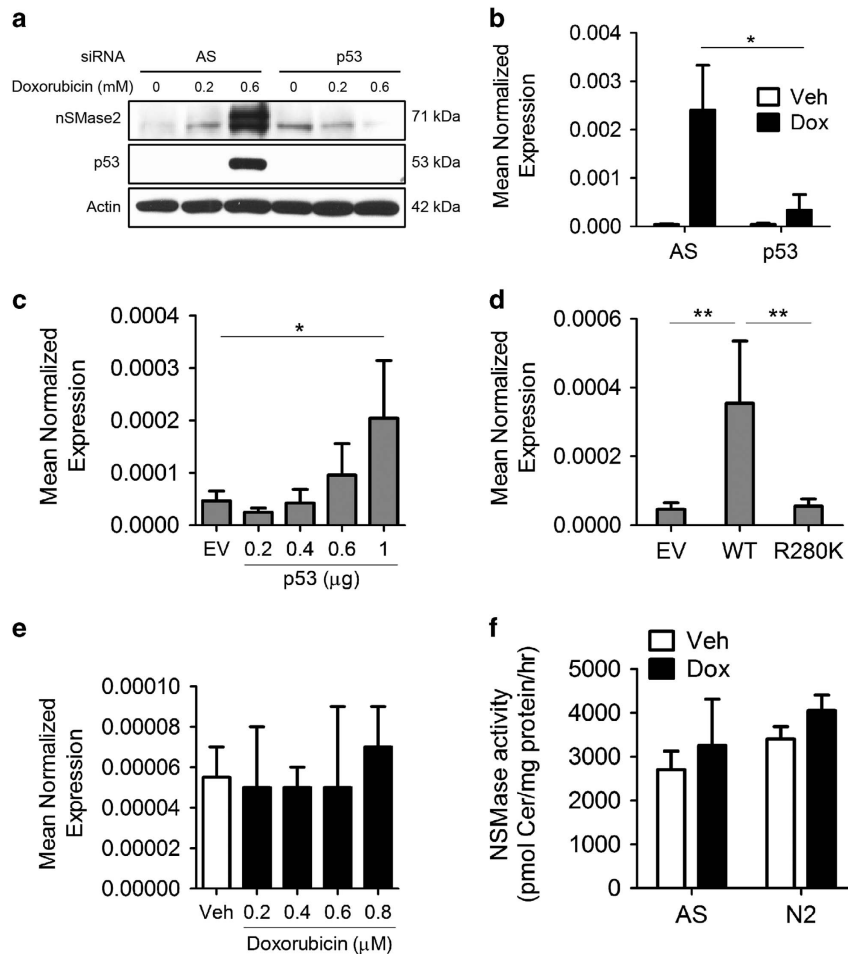 a
siRNA AS p53
Doxorubicin (mM) 0 0.2 0.6 0 0.2 0.6
nSMase2 71 kDa
p53 53 kDa
Actin 42 kDa
b
Mean Normalized
Expression
0.004
0.003
0.002
0.001
0.000
*
Veh
Dox
AS p53
c
Mean Normalized
Expression
0.0004
0.0003
0.0002
0.0001
0.0000
*
EV 0.2 0.4 0.6 1
p53 (μg)
d
Mean Normalized
Expression
0.0006
0.0004
0.0002
0.0000
** **
EV WT R280K
e
Mean Normalized
Expression
0.00010
0.00008
0.00006
0.00004
0.00002
0.00000
Veh 0.2 0.4 0.6 0.8
Doxorubicin (μM)
f
Veh
Dox
NSMase activity
(pmol Cer/mg protein/hr)
5000
4000
3000
2000
1000
0
AS N2